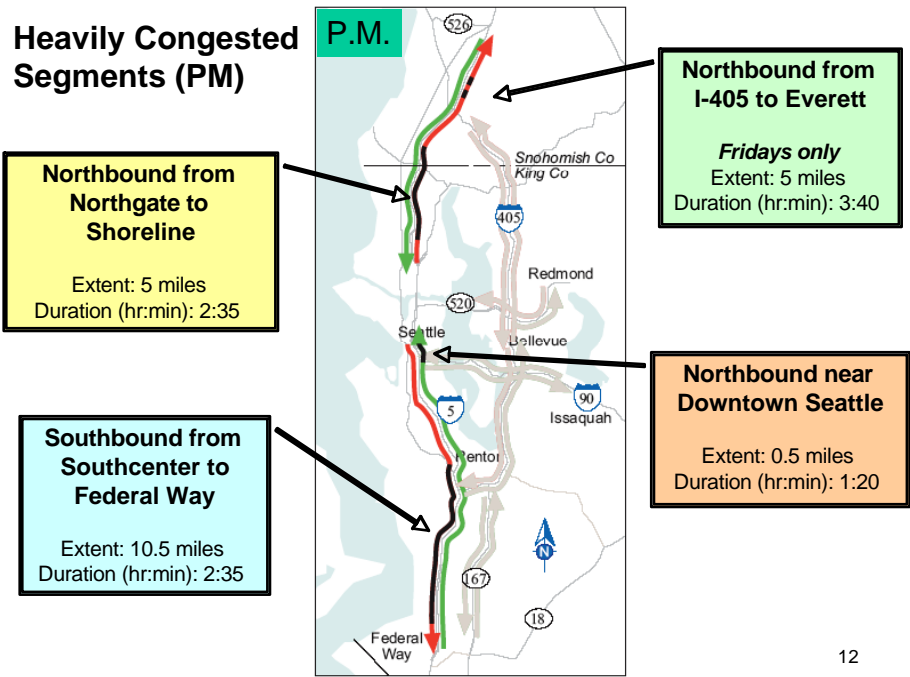 Heavily Congested
Segments (PM)
P.M.
526
Northbound from
I-405 to Everett
Fridays only
Extent: 5 miles
Duration (hr:min): 3:40
Northbound from
Northgate to
Shoreline
Extent: 5 miles
Duration (hr:min): 2:35
Snohomish Co
King Co
405
Redmond
520
Seattle
Bellevue
90
Issaquah
5
Renton
Northbound near
Downtown Seattle
Extent: 0.5 miles
Duration (hr:min): 1:20
Southbound from
Southcenter to
Federal Way
Extent: 10.5 miles
Duration (hr:min): 2:35
N
167
18
Federal
Way
12